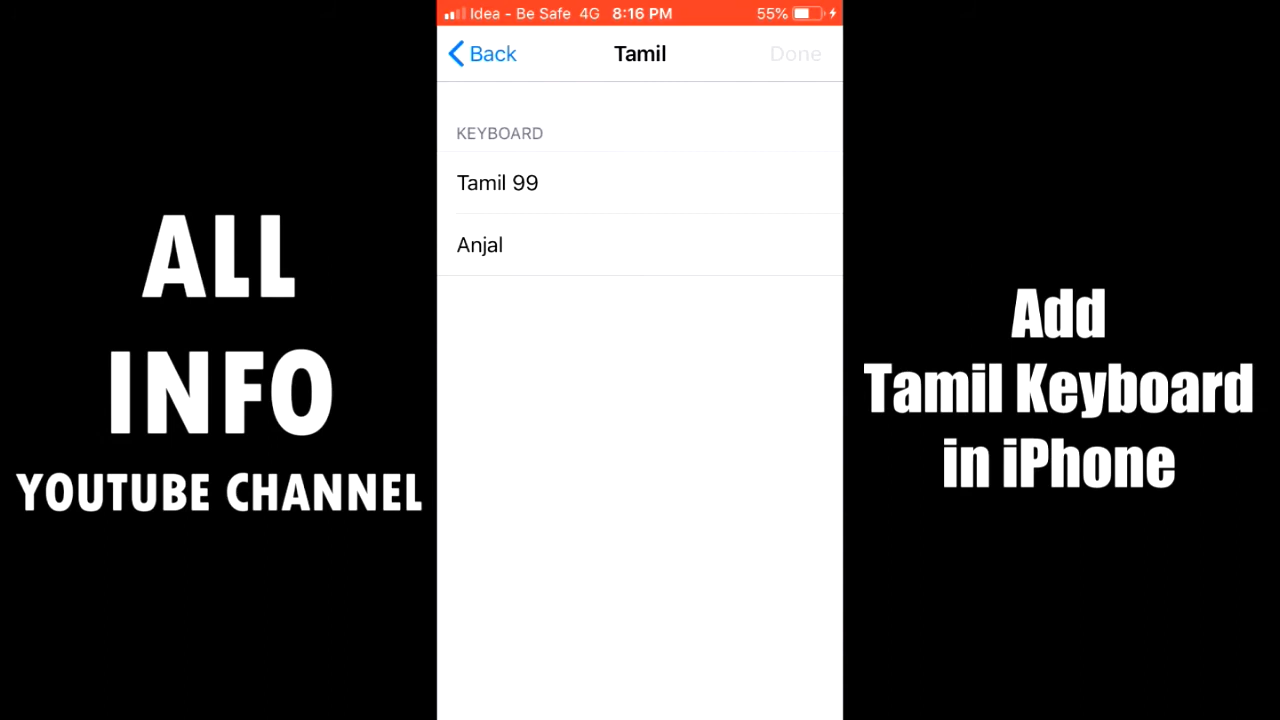 ALL
INFO
YOUTUBE CHANNEL
Idea - Be Safe 4G 8:16 PM 55%
Back Tamil Done
KEYBOARD
Tamil 99
Anjal
Add
Tamil Keyboard
in iPhone